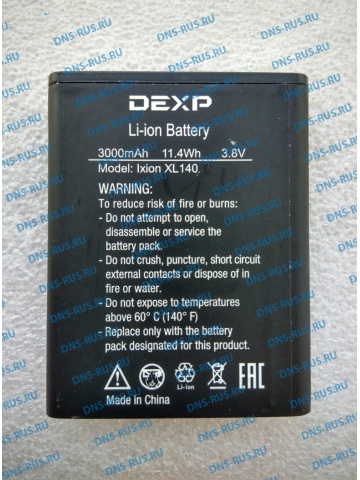 DEXP
Li-ion Battery
3000mAh 11.4Wh 3.8V
Model: Ixion XL140
WARNING:
To reduce risk of fire or burns:
- Do not attempt to open,
disassemble or service the
battery pack.
- Do not crush, puncture, short circuit
external contacts or dispose of in
fire or water.
- Do not expose to temperatures
above 60° C (140° F)
- Replace only with the battery
pack designated for this product.
Li-ion
EAC
Made in China
DNS-RUS.RU